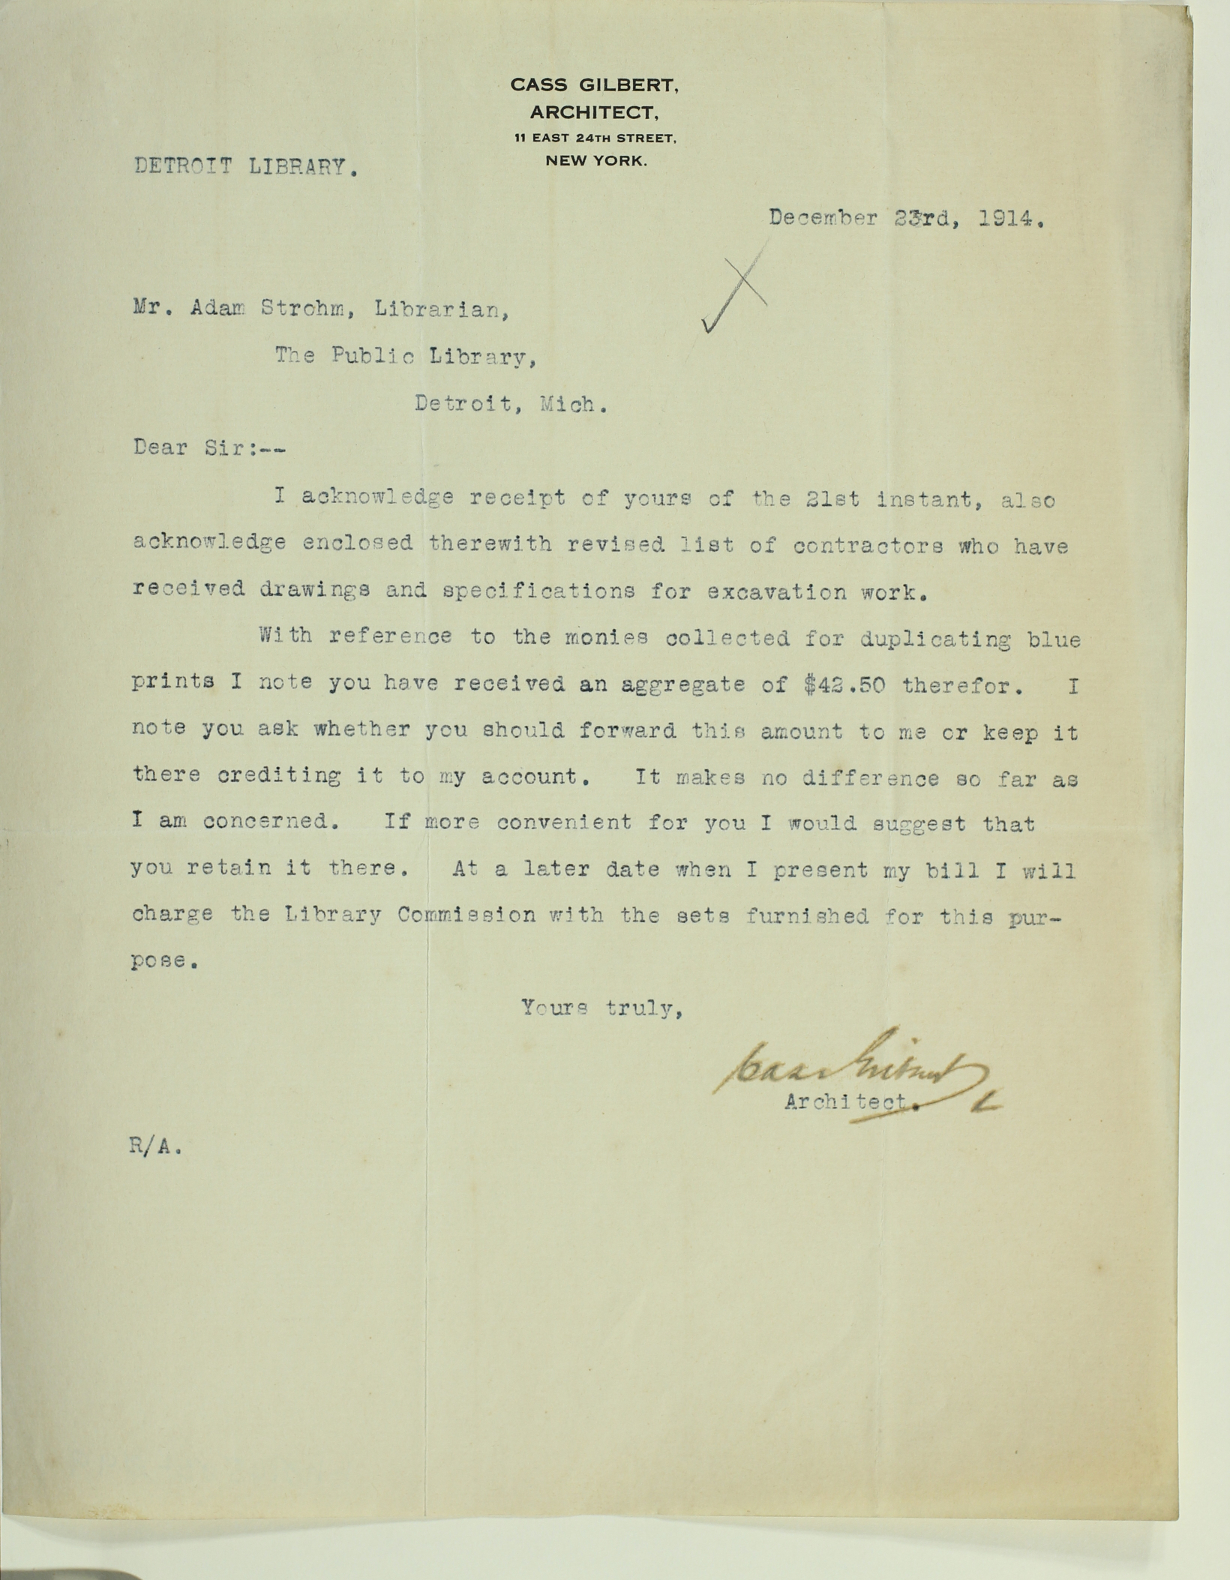 CASS GILBERT,
ARCHITECT,
11 EAST 24TH STREET,
NEW YORK.
DETROIT LIBRARY.
December 23rd, 1914.
Mr. Adam Strohm, Librarian,
The Public Library,
Detroit, Mich.
Dear Sir:--
I acknowledge receipt of yours of the 21st instant, also
acknowledge enclosed therewith revised list of contractors who have
received drawings and specifications for excavation work.
With reference to the monies collected for duplicating blue
prints I note you have received an aggregate of $42.50 therefor. I
note you ask whether you should forward this amount to me or keep it
there crediting it to my account. It makes no difference so far as
I am concerned. If more convenient for you I would suggest that
you retain it there. At a later date when I present my bill I will
charge the Library Commission with the sets furnished for this pur-
pose.
Yours truly,
Cass Gilbert
Architect.
R/A.